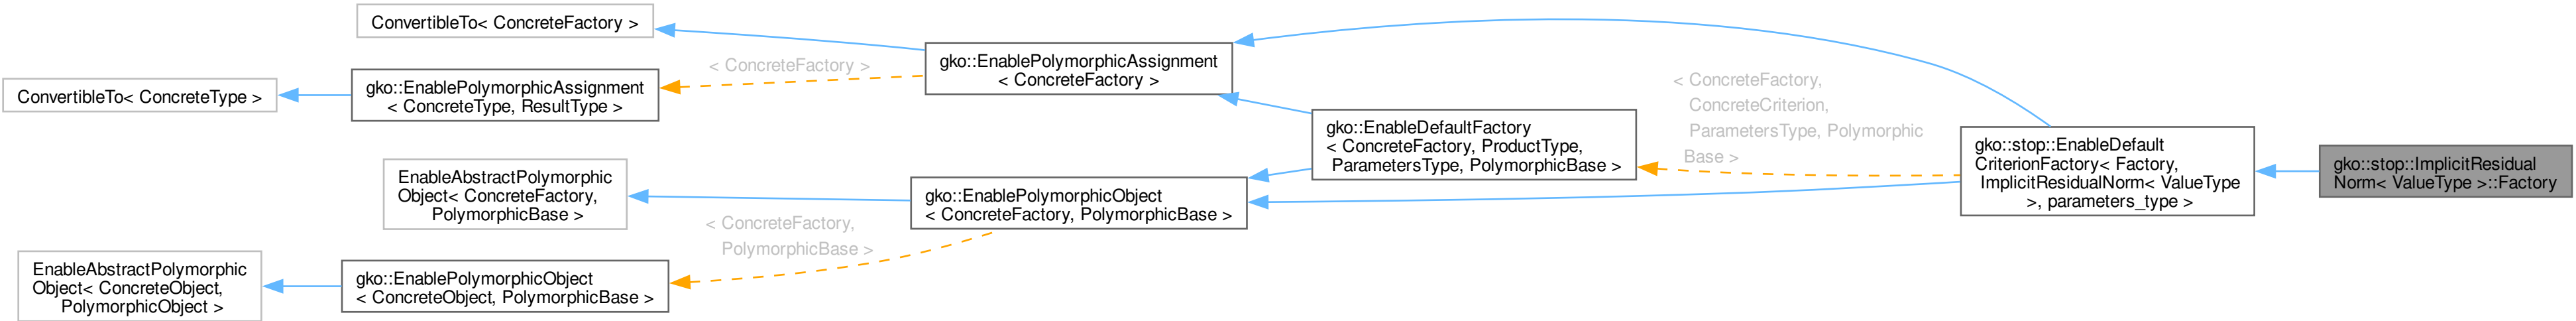 ConvertibleTo< ConcreteFactory >
ConvertibleTo< ConcreteType >
gko::EnablePolymorphicAssignment
< ConcreteType, ResultType >
< ConcreteFactory >
gko::EnablePolymorphicAssignment
< ConcreteFactory >
EnableAbstractPolymorphic
Object< ConcreteFactory,
PolymorphicBase >
EnableAbstractPolymorphic
Object< ConcreteObject,
PolymorphicObject >
gko::EnablePolymorphicObject
< ConcreteObject, PolymorphicBase >
< ConcreteFactory,
PolymorphicBase >
gko::EnablePolymorphicObject
< ConcreteFactory, PolymorphicBase >
gko::EnableDefaultFactory
< ConcreteFactory, ProductType,
ParametersType, PolymorphicBase >
< ConcreteFactory,
ConcreteCriterion,
ParametersType, Polymorphic
Base >
gko::stop::EnableDefault
CriterionFactory< Factory,
ImplicitResidualNorm< ValueType
>, parameters_type >
gko::stop::ImplicitResidual
Norm< ValueType >::Factory